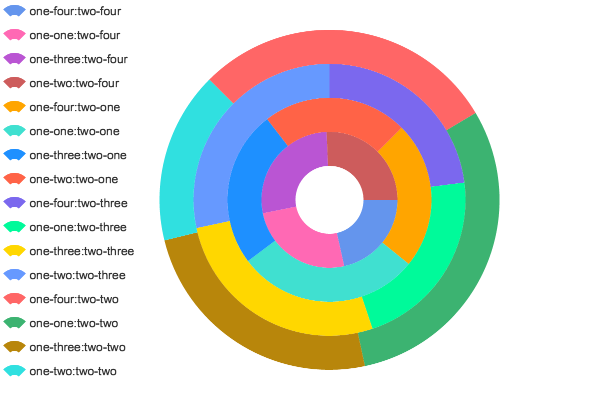 one-four:two-four
one-one:two-four
one-three:two-four
one-two:two-four
one-four:two-one
one-one:two-one
one-three:two-one
one-two:two-one
one-four:two-three
one-one:two-three
one-three:two-three
one-two:two-three
one-four:two-two
one-one:two-two
one-three:two-two
one-two:two-two